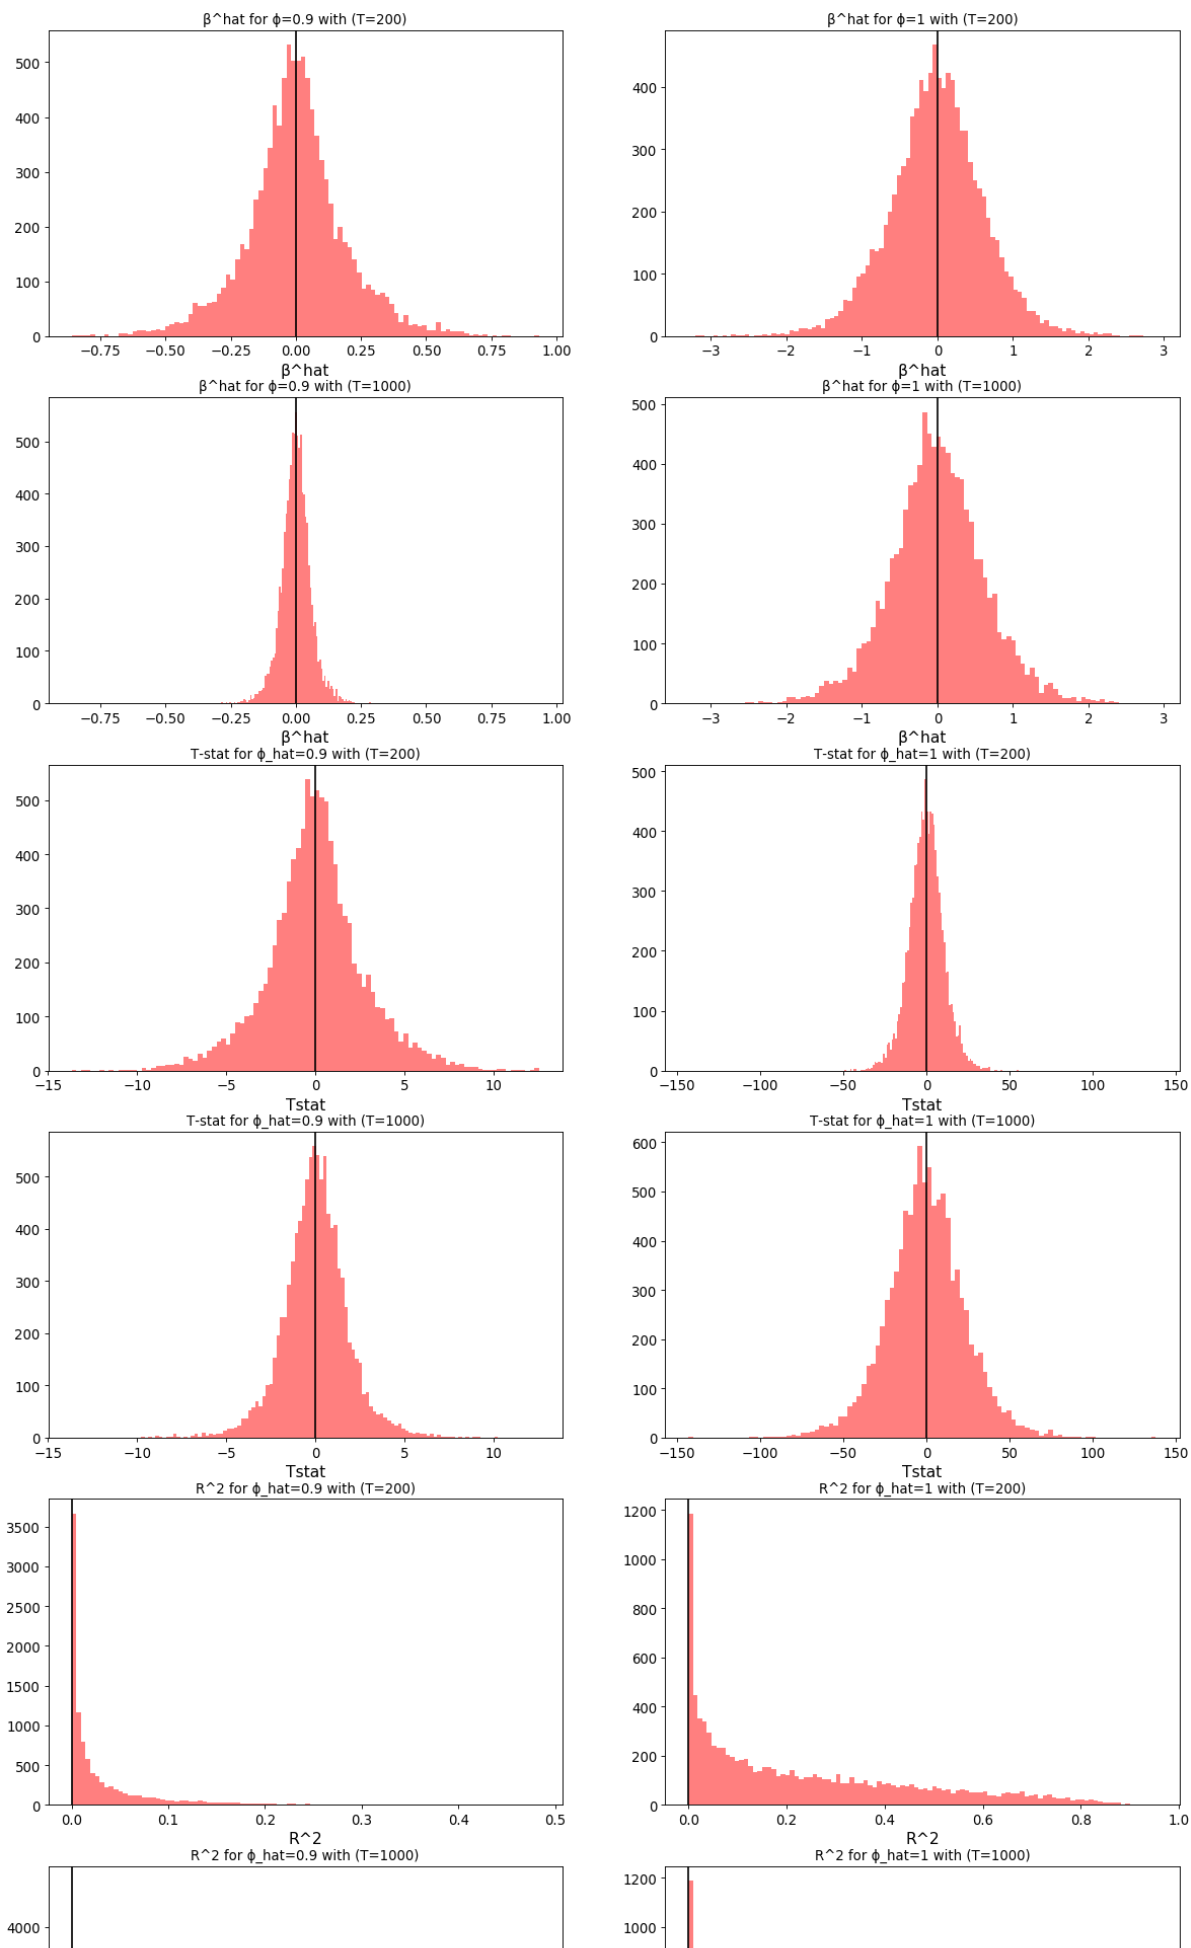 β^hat for ϕ=0.9 with (T=200)
500
400
300
200
100
0
−0.75 −0.50 −0.25 0.00 0.25 0.50 0.75 1.00
β^hat
β^hat for ϕ=1 with (T=200)
400
300
200
100
0
−3 −2 −1 0 1 2 3
β^hat
β^hat for ϕ=0.9 with (T=1000)
500
400
300
200
100
0
−0.75 −0.50 −0.25 0.00 0.25 0.50 0.75 1.00
β^hat
β^hat for ϕ=1 with (T=1000)
500
400
300
200
100
0
−3 −2 −1 0 1 2 3
β^hat
T-stat for ϕ_hat=0.9 with (T=200)
500
400
300
200
100
0
−15 −10 −5 0 5 10
Tstat
T-stat for ϕ_hat=1 with (T=200)
500
400
300
200
100
0
−150 −100 −50 0 50 100 150
Tstat
T-stat for ϕ_hat=0.9 with (T=1000)
500
400
300
200
100
0
−15 −10 −5 0 5 10
Tstat
T-stat for ϕ_hat=1 with (T=1000)
600
500
400
300
200
100
0
−150 −100 −50 0 50 100 150
Tstat
R^2 for ϕ_hat=0.9 with (T=200)
3500
3000
2500
2000
1500
1000
500
0
0.0 0.1 0.2 0.3 0.4 0.5
R^2
R^2 for ϕ_hat=1 with (T=200)
1200
1000
800
600
400
200
0
0.0 0.2 0.4 0.6 0.8 1.0
R^2
R^2 for ϕ_hat=0.9 with (T=1000)
4000
R^2 for ϕ_hat=1 with (T=1000)
1200
1000